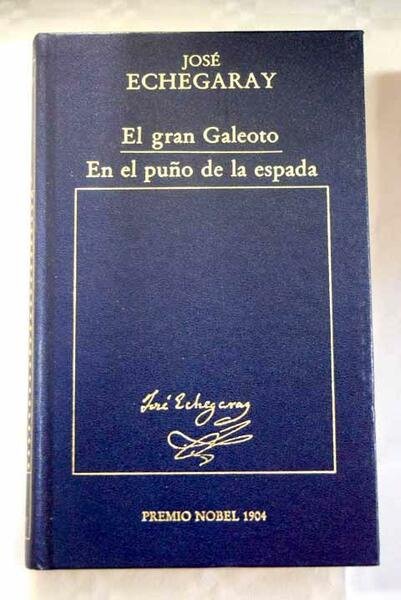 JOSÉ
ECHEGARAY
El gran Galeoto
En el puño de la espada
José Echegaray
PREMIO NOBEL 1904